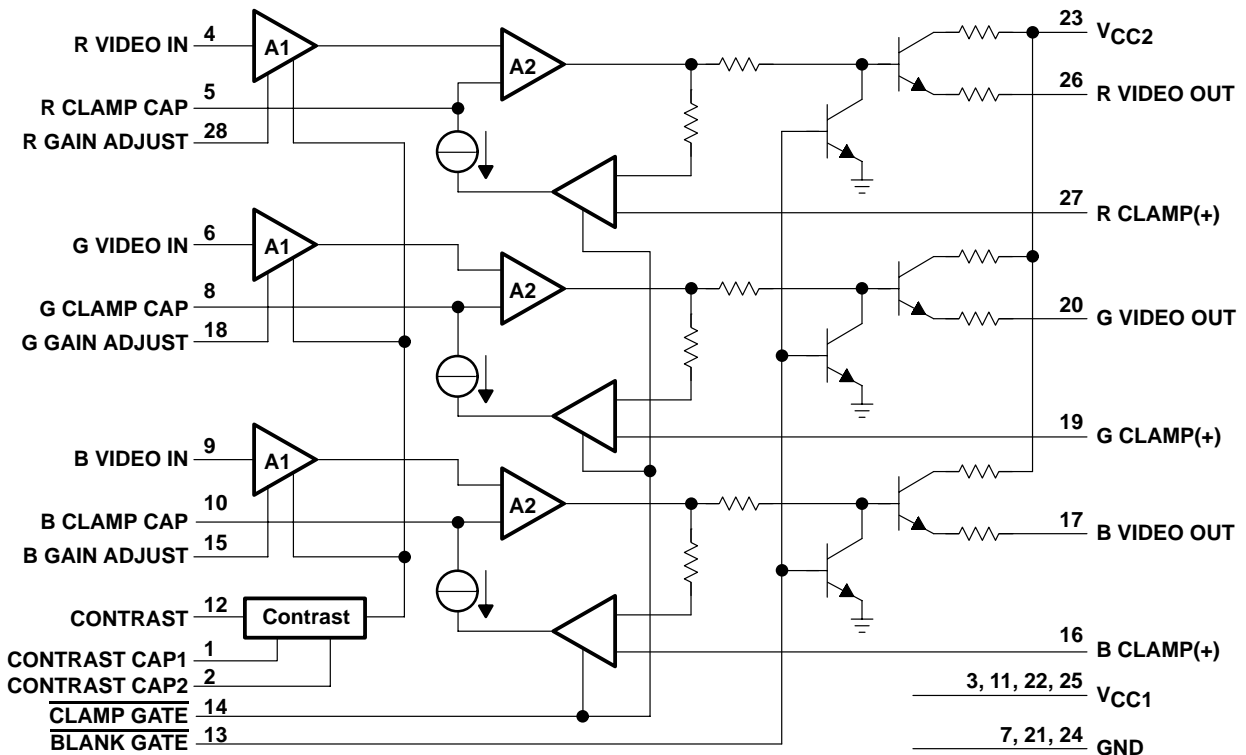 R VIDEO IN 4
A1
A2
23 VCC2
5
R CLAMP CAP
26 R VIDEO OUT
R GAIN ADJUST 28
27 R CLAMP(+)
G VIDEO IN 6
A1
A2
8
G CLAMP CAP
20 G VIDEO OUT
G GAIN ADJUST 18
19 G CLAMP(+)
B VIDEO IN 9
A1
A2
10
B CLAMP CAP
17 B VIDEO OUT
B GAIN ADJUST 15
CONTRAST 12
Contrast
CONTRAST CAP1 1
CONTRAST CAP2 2
16 B CLAMP(+)
3, 11, 22, 25 VCC1
CLAMP GATE 14
BLANK GATE 13
7, 21, 24 GND